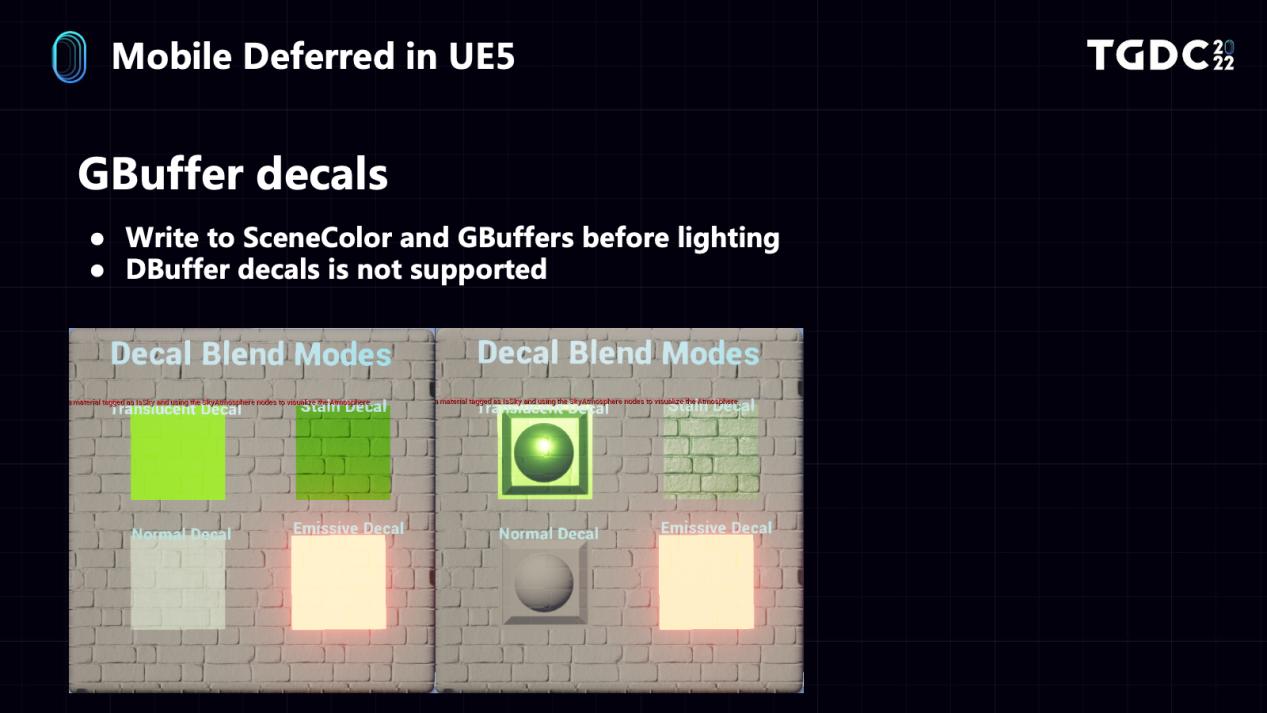 Mobile Deferred in UE5
TGDC 2022
GBuffer decals
● Write to SceneColor and GBuffers before lighting
● DBuffer decals is not supported
Decal Blend Modes
material tagged as IsSky and using the SkyAtmosphere nodes to visualize the Atmosphere.
Translucent Decal
Stain Decal
Normal Decal
Emissive Decal
Decal Blend Modes
a material tagged as IsSky and using the SkyAtmosphere nodes to visualize the Atmosphere.
Translucent Decal
Stain Decal
Normal Decal
Emissive Decal